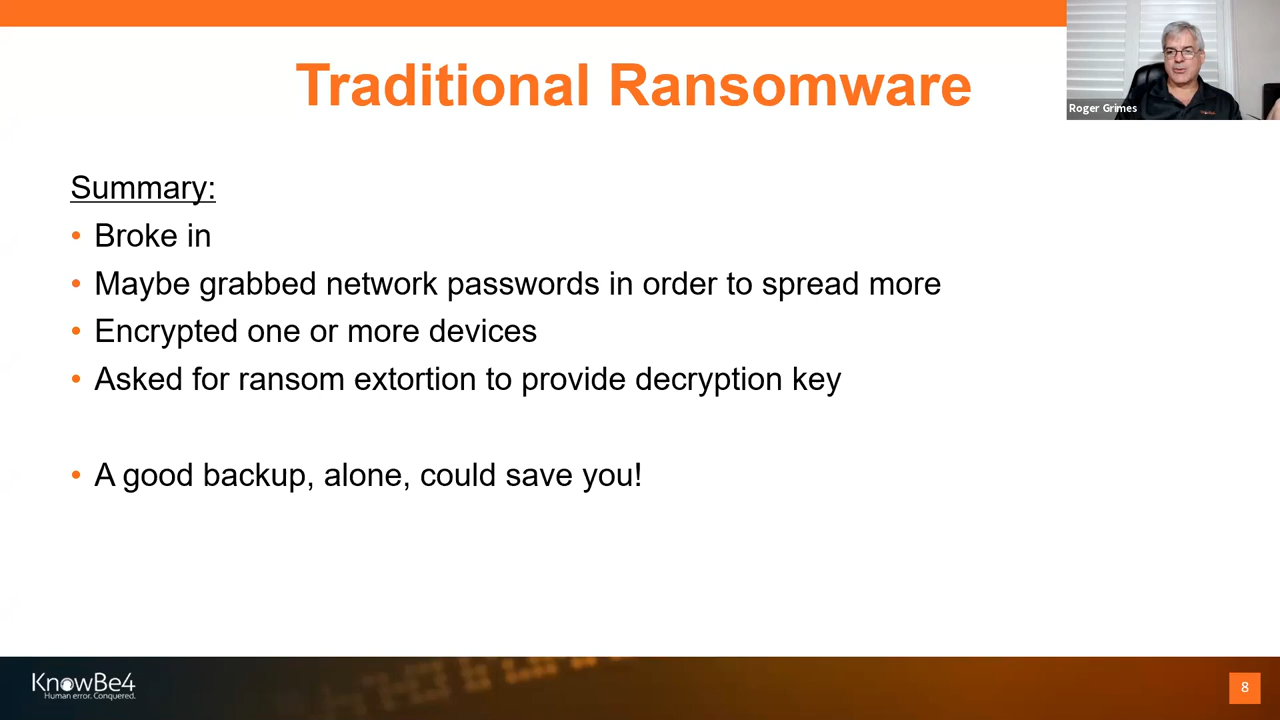 Traditional Ransomware
Roger Grimes
Summary:
• Broke in
• Maybe grabbed network passwords in order to spread more
• Encrypted one or more devices
• Asked for ransom extortion to provide decryption key
• A good backup, alone, could save you!
KnowBe4
Human error. Conquered.
8